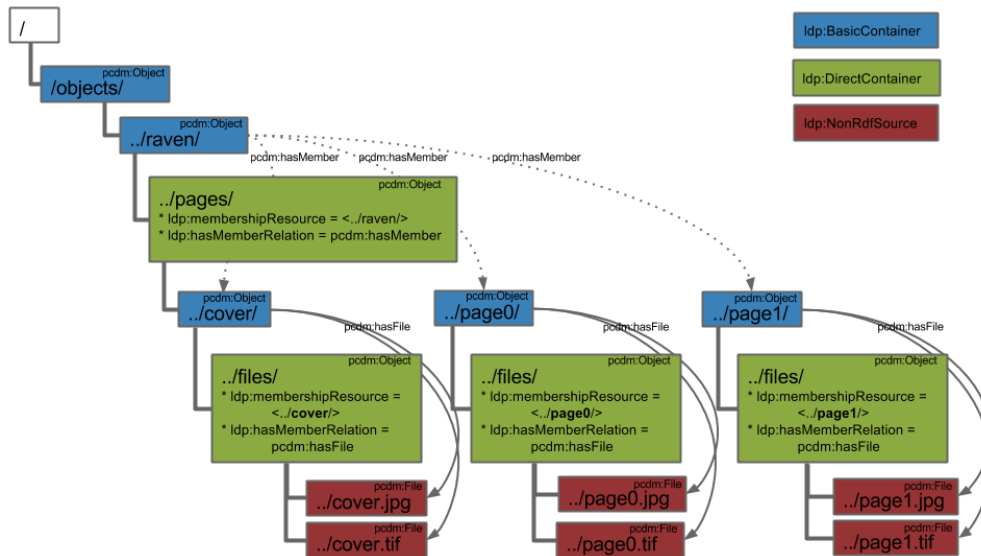 /
ldp:BasicContainer
pcdm:Object
/objects/
ldp:DirectContainer
pcdm:Object
../raven/
ldp:NonRdfSource
pcdm:hasMember
pcdm:hasMember
pcdm:hasMember
pcdm:Object
../pages/
* ldp:membershipResource = <../raven/>
* ldp:hasMemberRelation = pcdm:hasMember
pcdm:Object
../cover/
pcdm:Object
../page0/
pcdm:Object
../page1/
pcdm:hasFile
pcdm:hasFile
pcdm:hasFile
pcdm:Object
../files/
* ldp:membershipResource =
<../cover/>
* ldp:hasMemberRelation =
pcdm:hasFile
pcdm:Object
../files/
* ldp:membershipResource =
<../page0/>
* ldp:hasMemberRelation =
pcdm:hasFile
pcdm:Object
../files/
* ldp:membershipResource =
<../page1/>
* ldp:hasMemberRelation =
pcdm:hasFile
pcdm:File
../cover.jpg
pcdm:File
../cover.tif
pcdm:File
../page0.jpg
pcdm:File
../page0.tif
pcdm:File
../page1.jpg
pcdm:File
../page1.tif